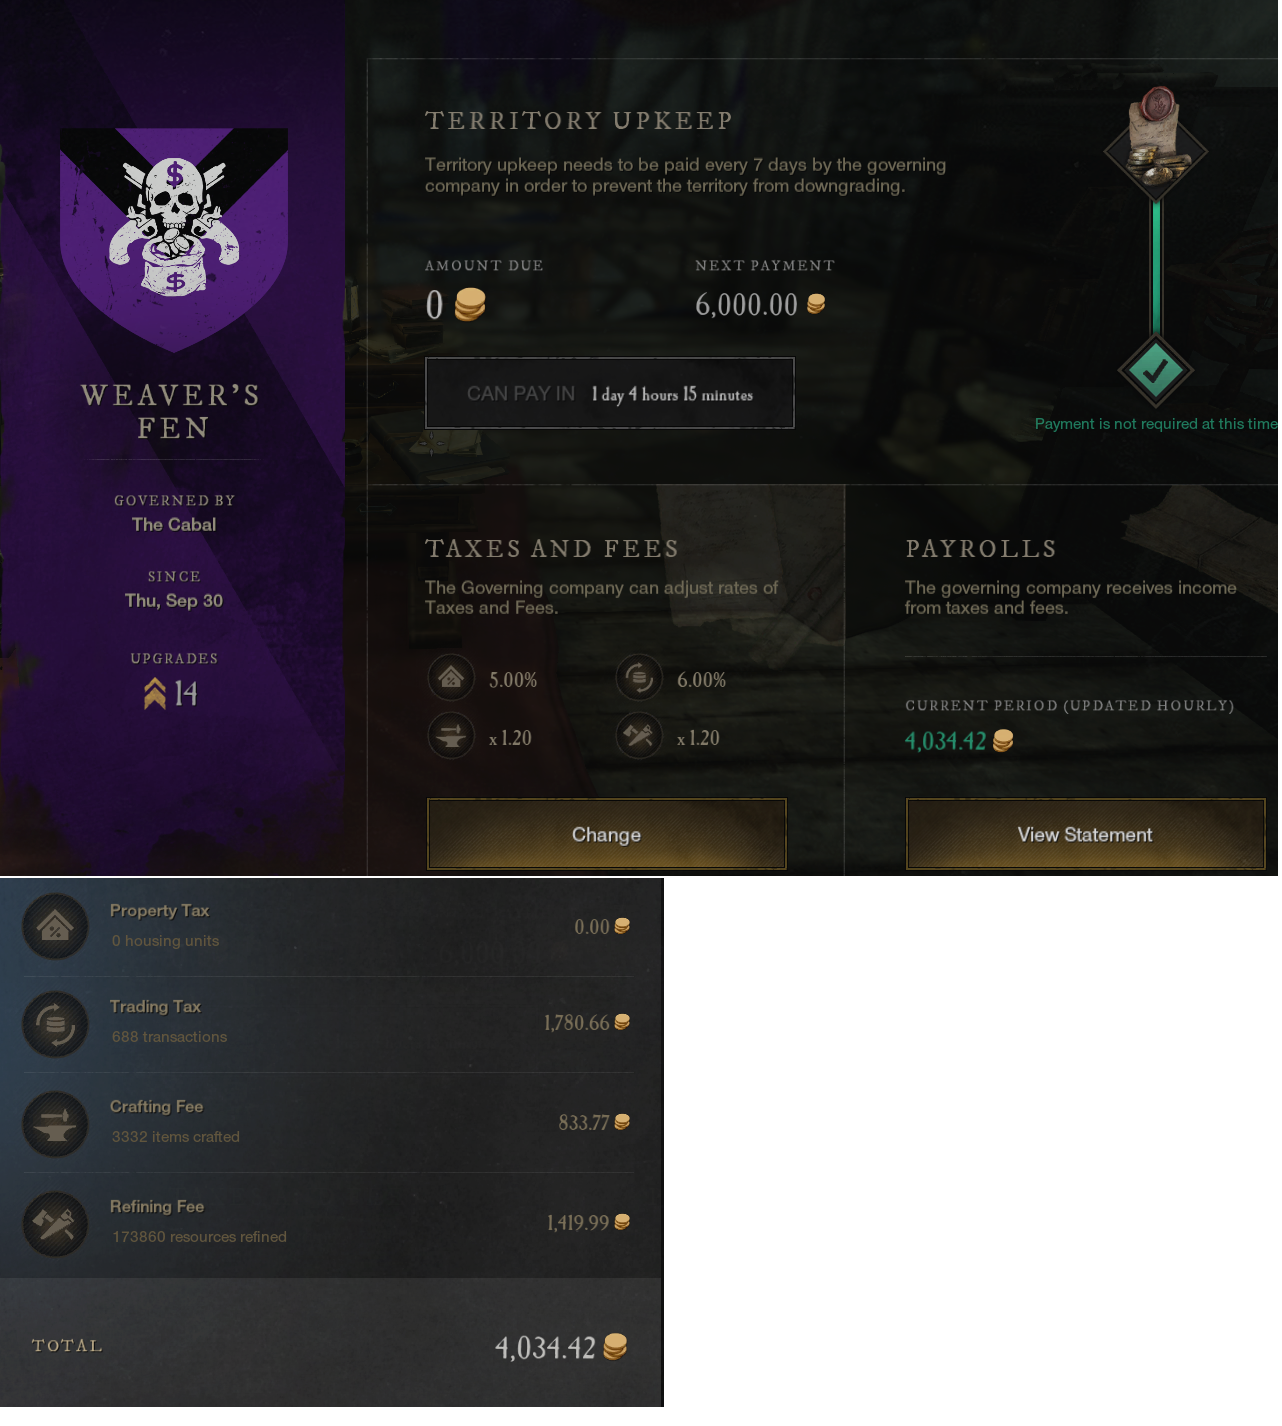 WEAVER'S
FEN
GOVERNED BY
The Cabal
SINCE
Thu, Sep 30
UPGRADES
14
TERRITORY UPKEEP
Territory upkeep needs to be paid every 7 days by the governing
company in order to prevent the territory from downgrading.
AMOUNT DUE
0
NEXT PAYMENT
6,000.00
CAN PAY IN 1 day 4 hours 15 minutes
Payment is not required at this time
TAXES AND FEES
The Governing company can adjust rates of
Taxes and Fees.
5.00%
6.00%
x 1.20
x 1.20
Change
PAYROLLS
The governing company receives income
from taxes and fees.
CURRENT PERIOD (UPDATED HOURLY)
4,034.42
View Statement
Property Tax
0 housing units
0.00
Trading Tax
688 transactions
1,780.66
Crafting Fee
3332 items crafted
833.77
Refining Fee
173860 resources refined
1,419.99
TOTAL
4,034.42